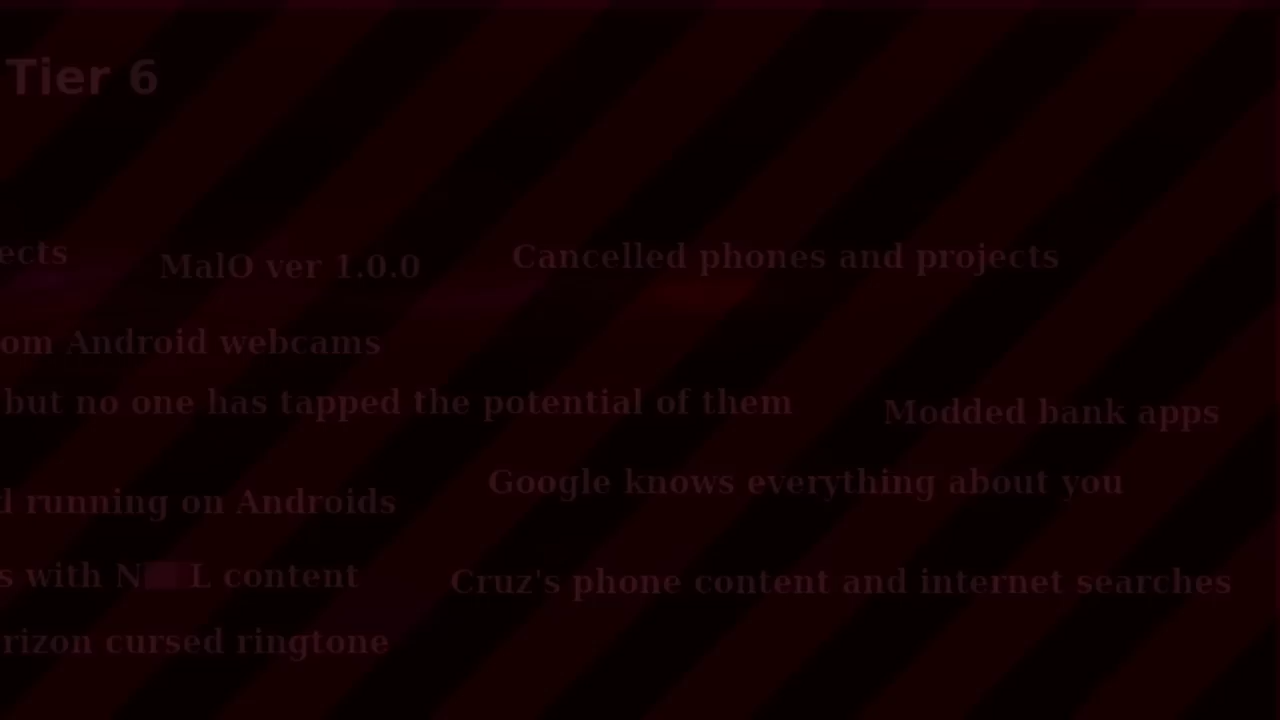 Tier 6
ects
MalO ver 1.0.0
Cancelled phones and projects
om Android webcams
but no one has tapped the potential of them
Modded bank apps
Google knows everything about you
d running on Androids
s with N L content
Cruz's phone content and internet searches
rizon cursed ringtone